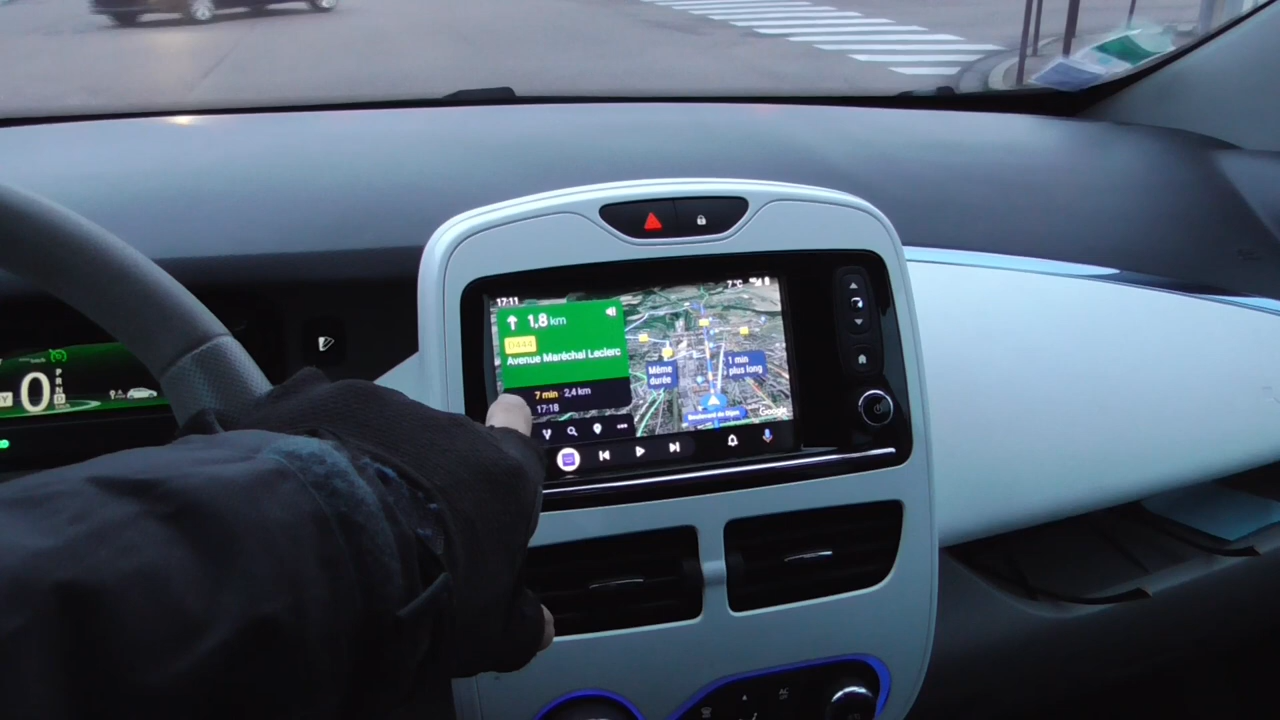 17:11
7°C
1,8 km
D444
Avenue Maréchal Leclerc
7 min · 2,4 km
17:18
Même
durée
1 min
plus long
Boulevard de Dijon
Google
0
P
R
N
D
AC